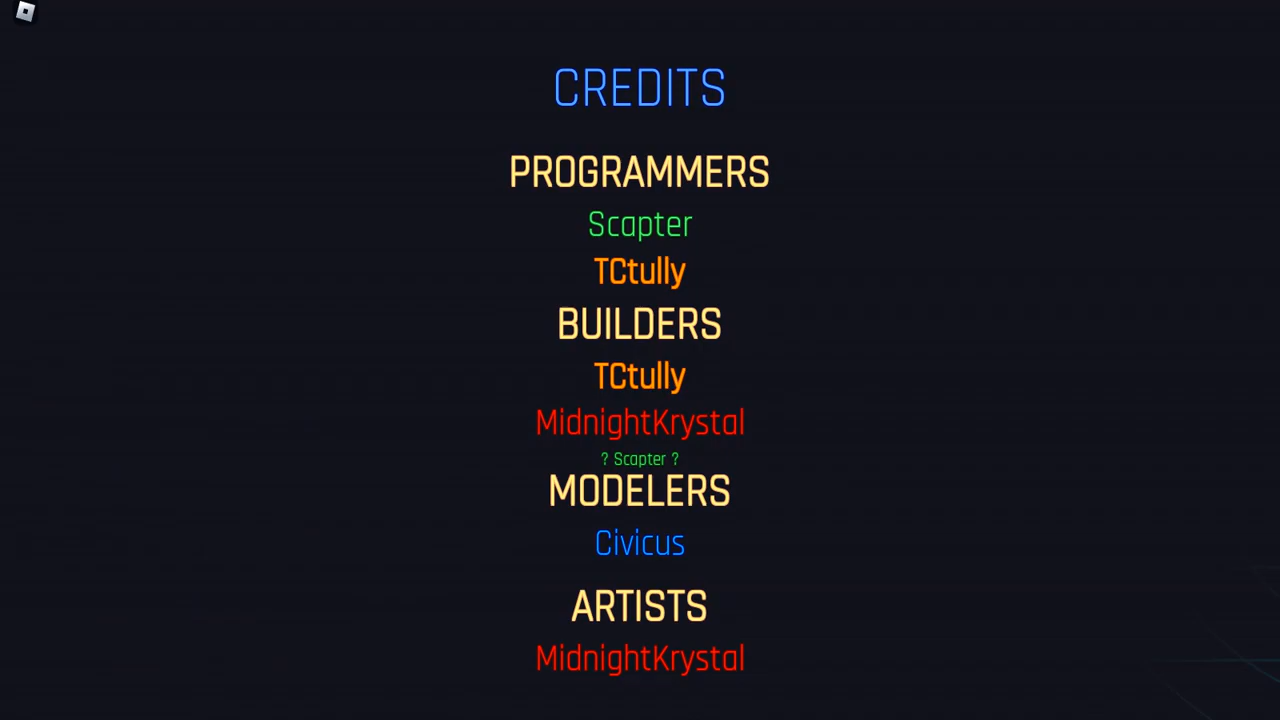 CREDITS
PROGRAMMERS
Scapter
TCtully
BUILDERS
TCtully
MidnightKrystal
? Scapter ?
MODELERS
Civicus
ARTISTS
MidnightKrystal